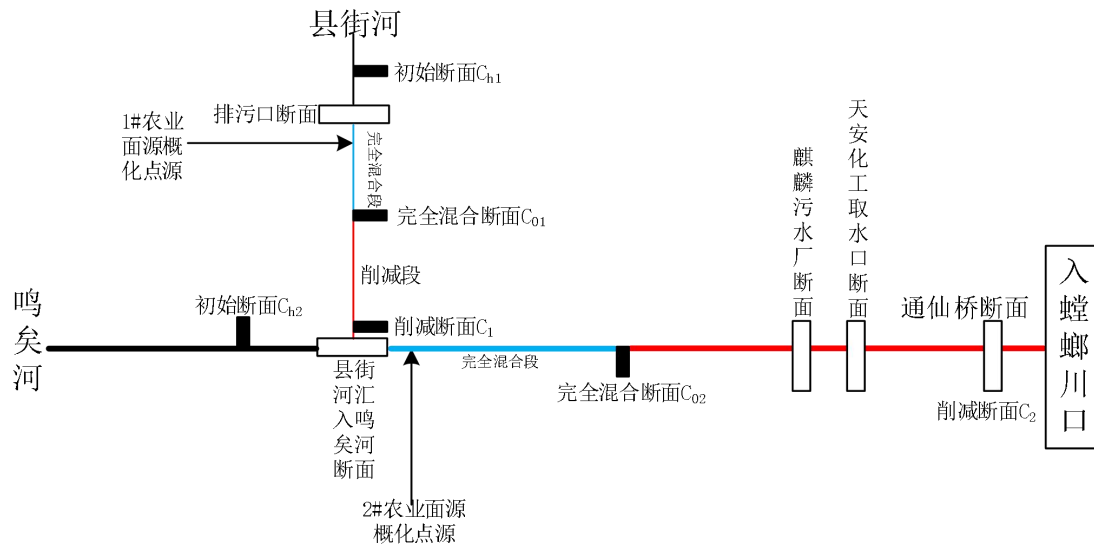 县街河
初始断面Ch1
排污口断面
1#农业
面源概
化点源
完全混合段
完全混合断面C01
削减段
削减断面C1
鸣矣河
初始断面Ch2
县街
河汇
入鸣
矣河
断面
完全混合段
完全混合断面C02
2#农业面源
概化点源
麒麟污水厂断面
天安化工取水口断面
通仙桥断面
削减断面C2
入螳螂川口